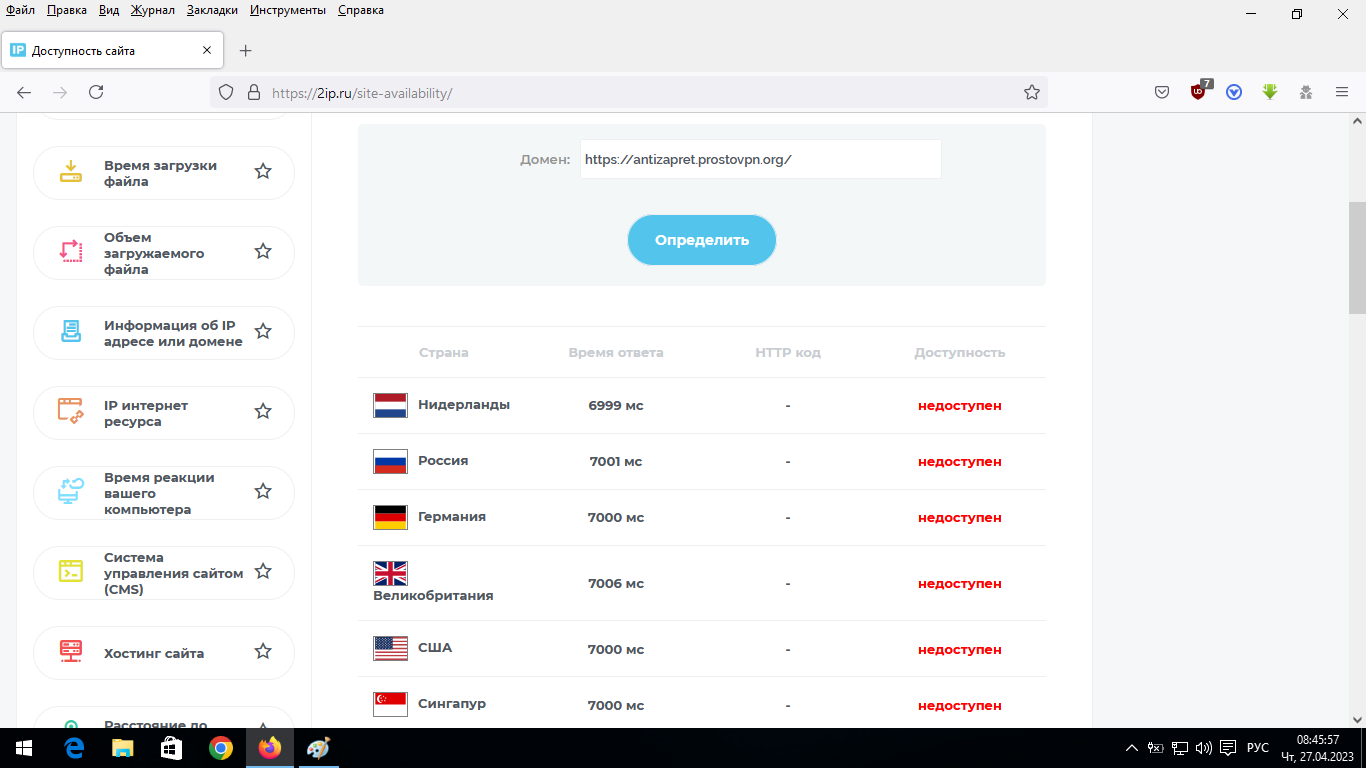 Файл Правка Вид Журнал Закладки Инструменты Справка
IP Доступность сайта
https://2ip.ru/site-availability/
7
Время загрузки
файла
Объем
загружаемого
файла
Информация об IP
адресе или домене
IP интернет
ресурса
Время реакции
вашего
компьютера
Система
управления сайтом
(CMS)
Хостинг сайта
Расстояние до
Домен: https://antizapret.prostovpn.org/
Определить
Страна Время ответа HTTP код Доступность
Нидерланды 6999 мс - недоступен
Россия 7001 мс - недоступен
Германия 7000 мс - недоступен
Великобритания 7006 мс - недоступен
США 7000 мс - недоступен
Сингапур 7000 мс - недоступен
РУС
08:45:57
Чт, 27.04.2023